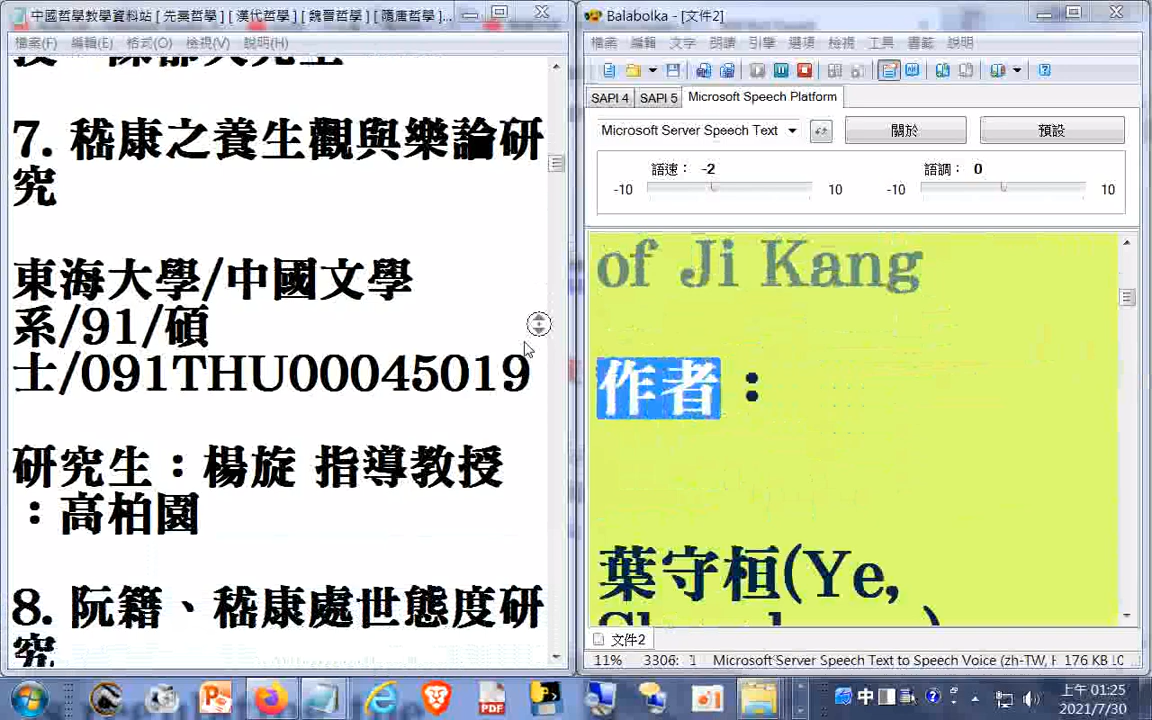 中國哲學教學資料站 [ 先秦哲學 ] [ 漢代哲學 ] [ 魏晉哲學 ] [ 隋唐哲學 ]...
檔案(F) 編輯(E) 格式(O) 檢視(V) 說明(H)
7. 嵇康之養生觀與樂論研
究
東海大學/中國文學
系/91/碩
士/091THU00045019
研究生：楊旋 指導教授
：高柏園
8. 阮籍、嵇康處世態度研
究
Balabolka - [文件2]
檔案 編輯 文字 朗讀 引擎 選項 檢視 工具 書籤 說明
SAPI 4 SAPI 5 Microsoft Speech Platform
Microsoft Server Speech Text 關於 預設
語速： -2 語調： 0
-10 10 -10 10
of Ji Kang
作者：
葉守桓(Ye,
文件2
11% 3306: 1 Microsoft Server Speech Text to Speech Voice (zh-TW, 176 KB
中
上午 01:25
2021/7/30